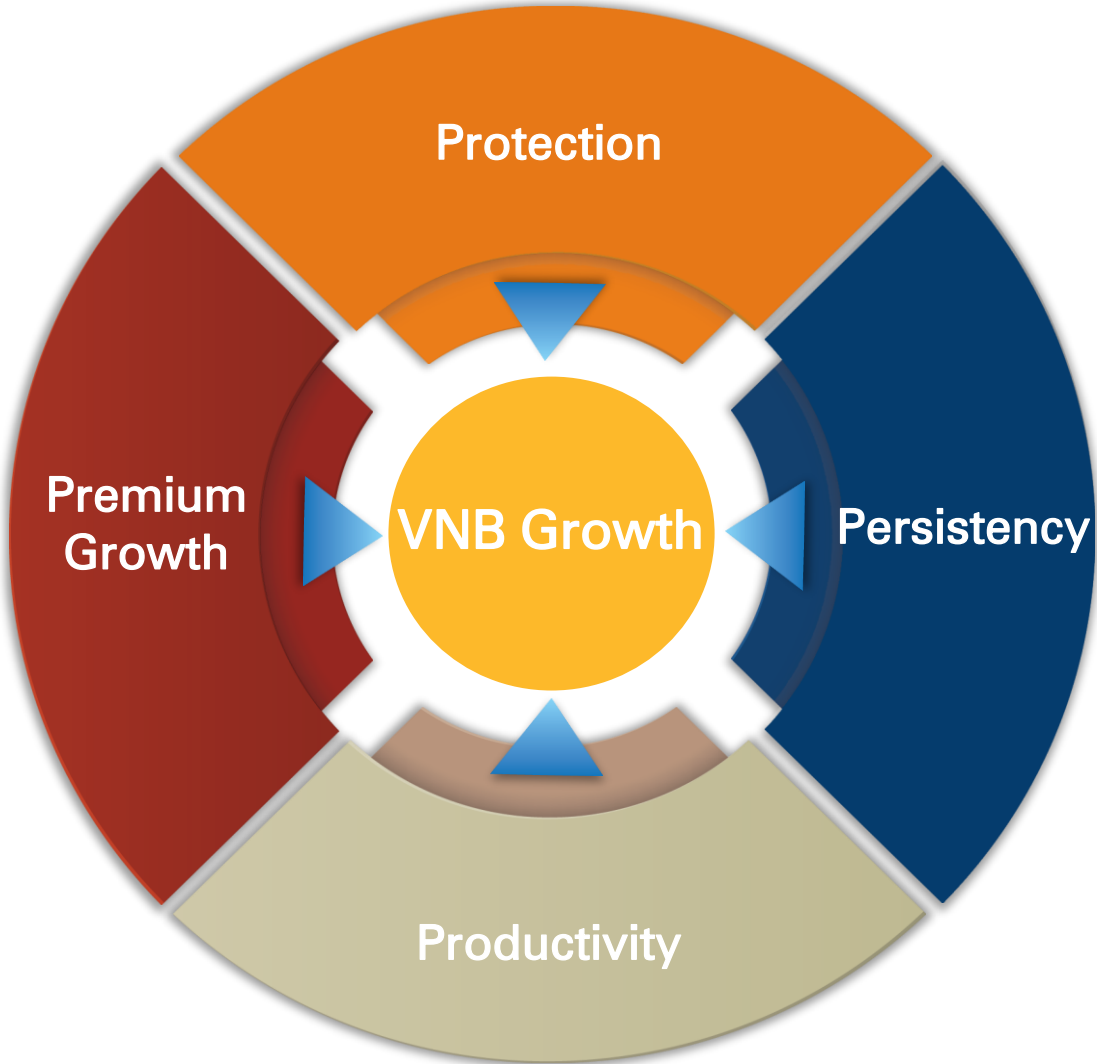 Protection
Premium
Growth
VNB Growth
Persistency
Productivity